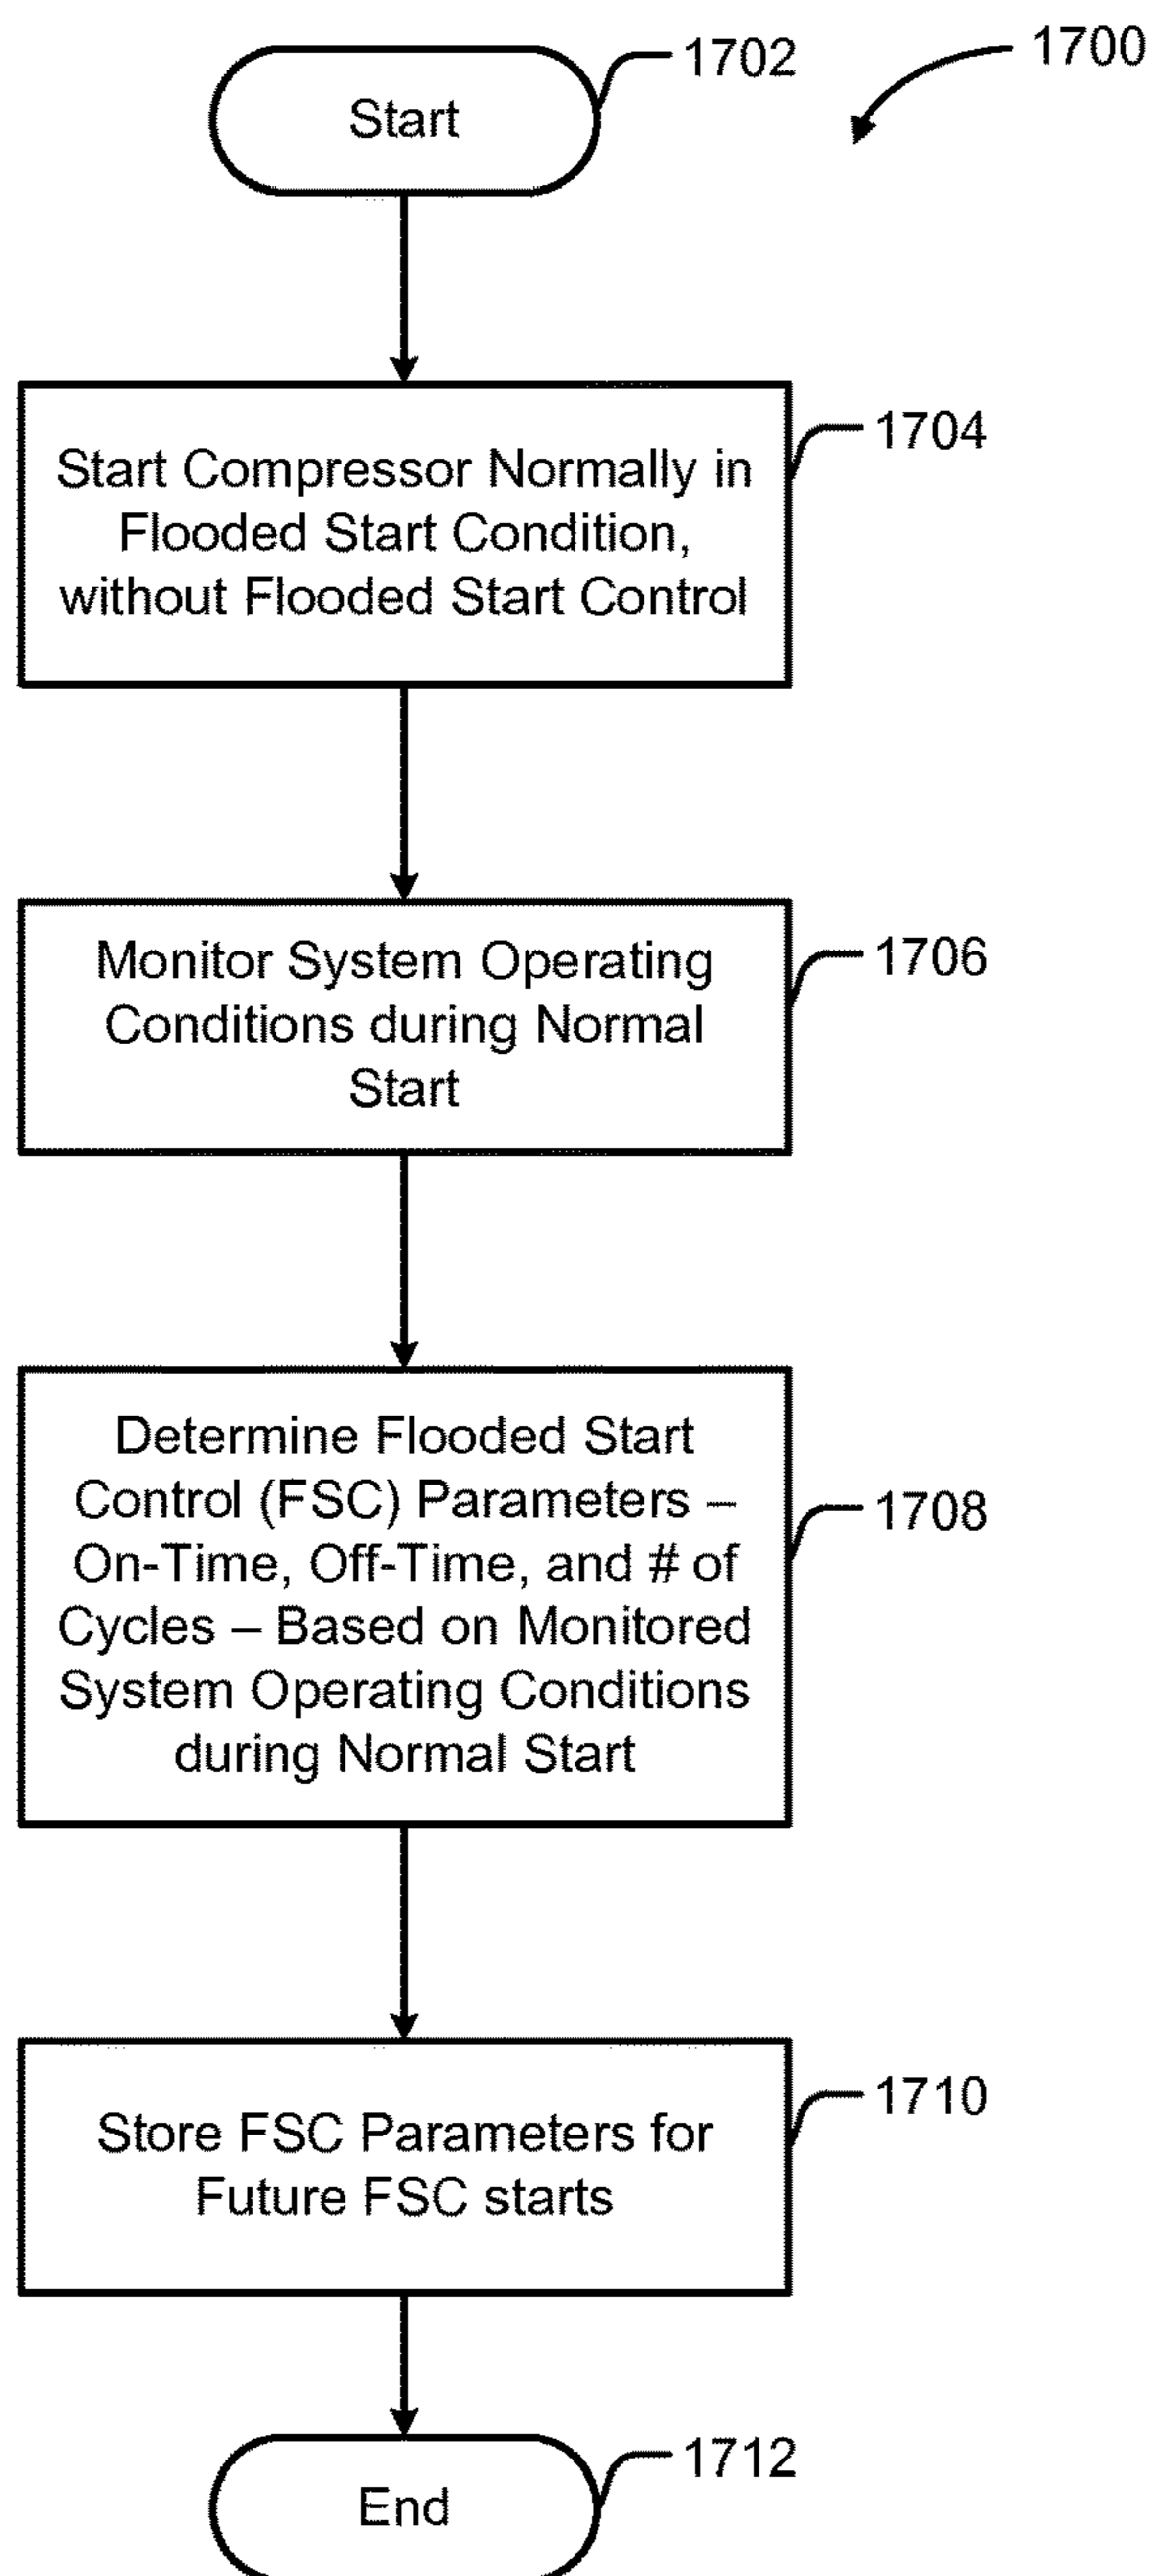 1700
1702
Start
1704
Start Compressor Normally in
Flooded Start Condition,
without Flooded Start Control
1706
Monitor System Operating
Conditions during Normal
Start
1708
Determine Flooded Start
Control (FSC) Parameters –
On-Time, Off-Time, and # of
Cycles – Based on Monitored
System Operating Conditions
during Normal Start
1710
Store FSC Parameters for
Future FSC starts
1712
End